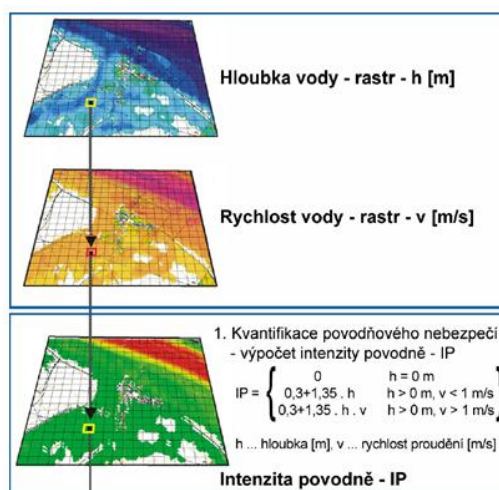 Hloubka vody - rastr - h [m]
Rychlost vody - rastr - v [m/s]
1. Kvantifikace povodňového nebezpečí
- výpočet intenzity povodně - IP
0 h = 0 m
IP = { 0,3+1,35 . h h > 0 m, v < 1 m/s }
0,3+1,35 . h . v h > 0 m, v > 1 m/s
h ... hloubka [m], v ... rychlost proudění [m/s]
Intenzita povodně - IP